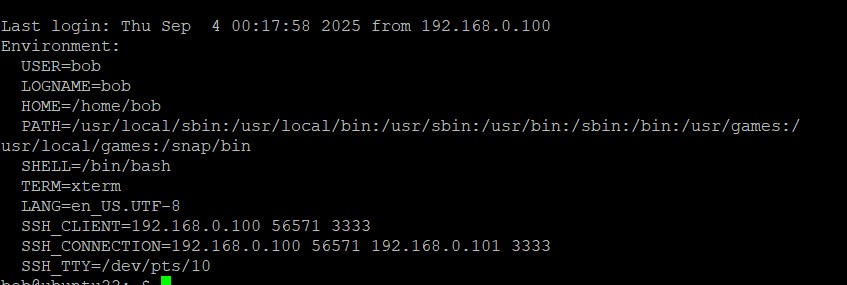 Last login: Thu Sep  4 00:17:58 2025 from 192.168.0.100
Environment:
  USER=bob
  LOGNAME=bob
  HOME=/home/bob
  PATH=/usr/local/sbin:/usr/local/bin:/usr/sbin:/usr/bin:/sbin:/bin:/usr/games:/
usr/local/games:/snap/bin
  SHELL=/bin/bash
  TERM=xterm
  LANG=en_US.UTF-8
  SSH_CLIENT=192.168.0.100 56571 3333
  SSH_CONNECTION=192.168.0.100 56571 192.168.0.101 3333
  SSH_TTY=/dev/pts/10